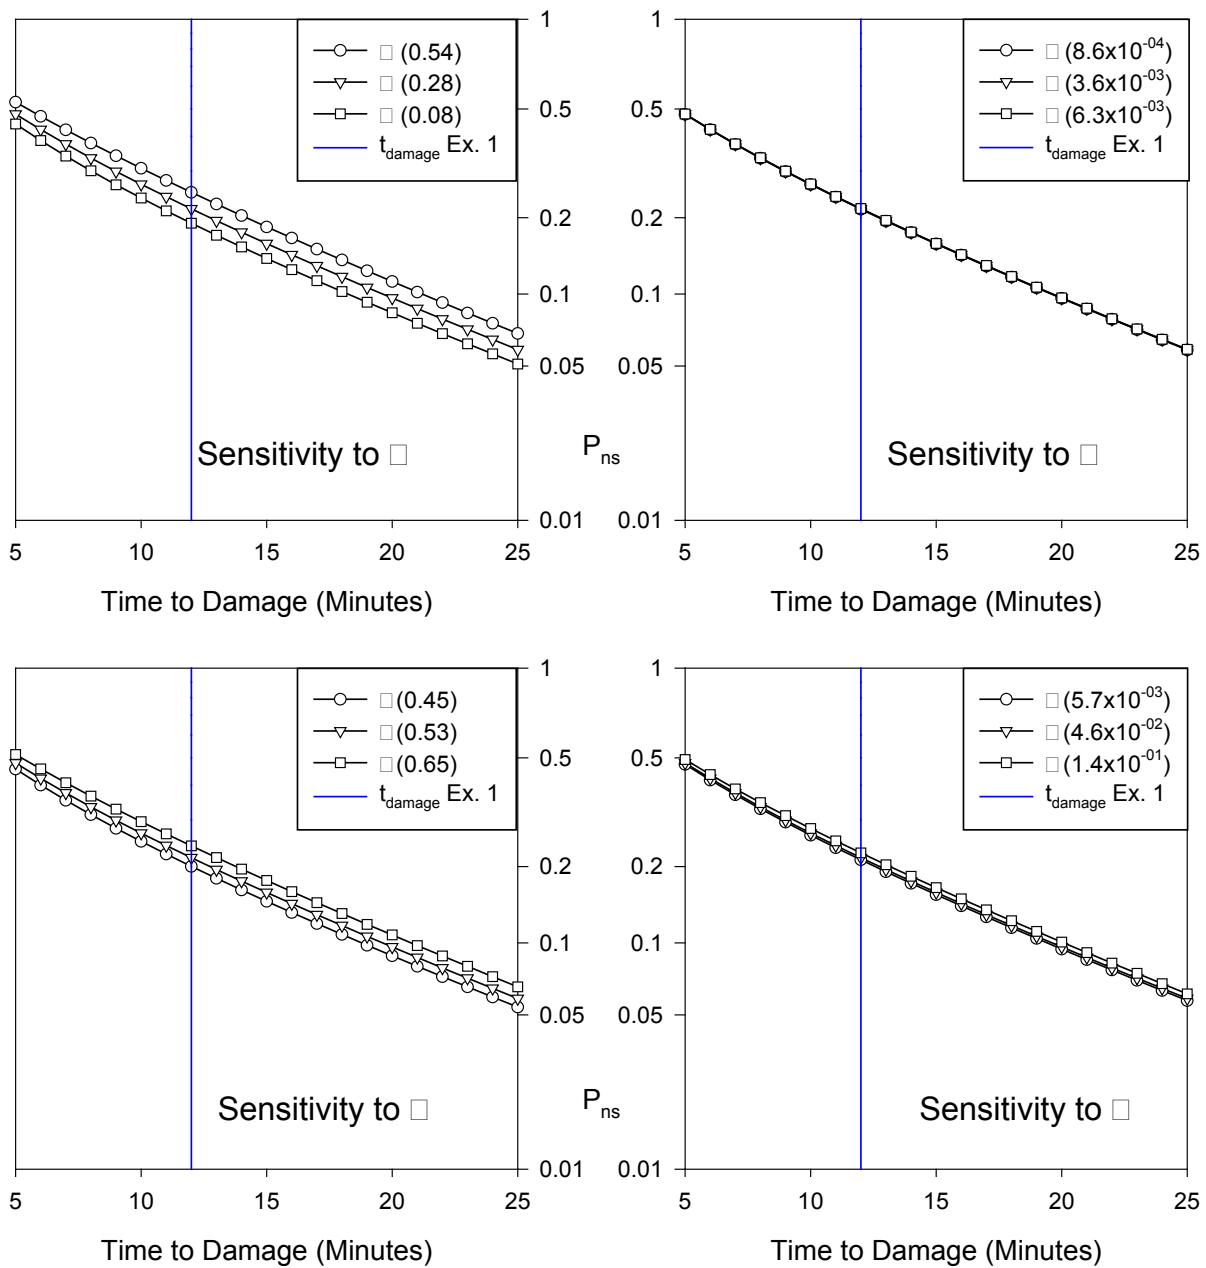 □ (0.54)
□ (0.28)
□ (0.08)
t_damage Ex. 1
1
0.5
0.2
0.1
0.05
0.01
Sensitivity to □
5 10 15 20 25
Time to Damage (Minutes)
P_ns
□ (8.6x10^-04)
□ (3.6x10^-03)
□ (6.3x10^-03)
t_damage Ex. 1
1
0.5
0.2
0.1
0.05
0.01
Sensitivity to □
5 10 15 20 25
Time to Damage (Minutes)
□ (0.45)
□ (0.53)
□ (0.65)
t_damage Ex. 1
1
0.5
0.2
0.1
0.05
0.01
Sensitivity to □
5 10 15 20 25
Time to Damage (Minutes)
P_ns
□ (5.7x10^-03)
□ (4.6x10^-02)
□ (1.4x10^-01)
t_damage Ex. 1
1
0.5
0.2
0.1
0.05
0.01
Sensitivity to □
5 10 15 20 25
Time to Damage (Minutes)